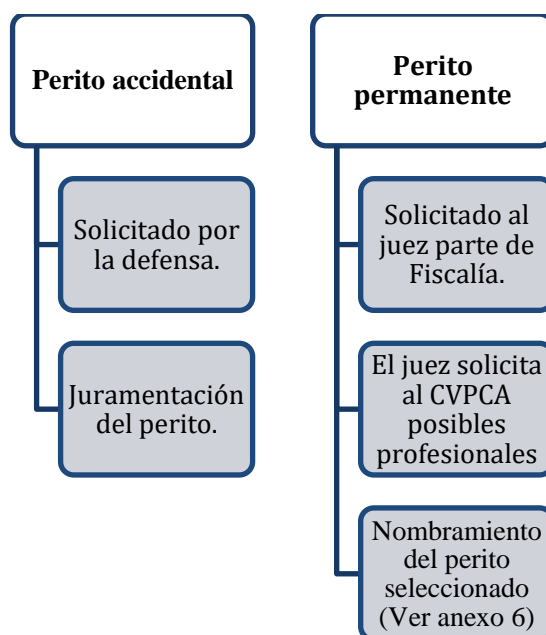 Perito accidental
Solicitado por
la defensa.
Juramentación
del perito.
Perito
permanente
Solicitado al
juez parte de
Fiscalía.
El juez solicita
al CVPCA
posibles
profesionales
Nombramiento
del perito
seleccionado
(Ver anexo 6)